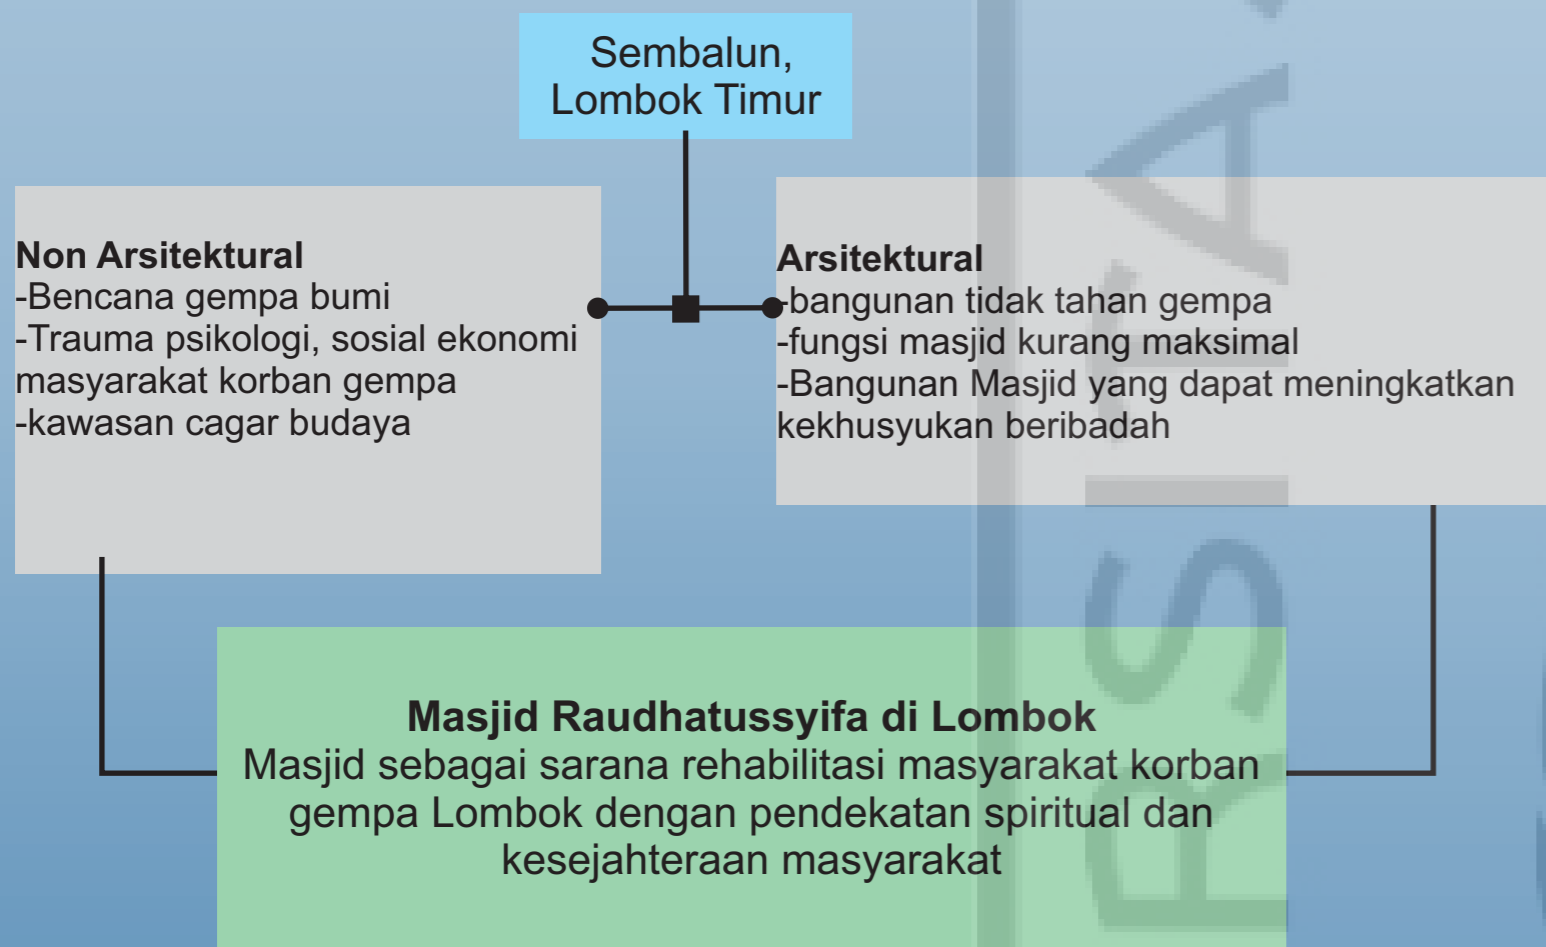 Sembalun,
Lombok Timur
Non Arsitektural
-Bencana gempa bumi
-Trauma psikologi, sosial ekonomi
masyarakat korban gempa
-kawasan cagar budaya
Arsitektural
-bangunan tidak tahan gempa
-fungsi masjid kurang maksimal
-Bangunan Masjid yang dapat meningkatkan
kekhusyukan beribadah
Masjid Raudhatussyifa di Lombok
Masjid sebagai sarana rehabilitasi masyarakat korban
gempa Lombok dengan pendekatan spiritual dan
kesejahteraan masyarakat
RSITA